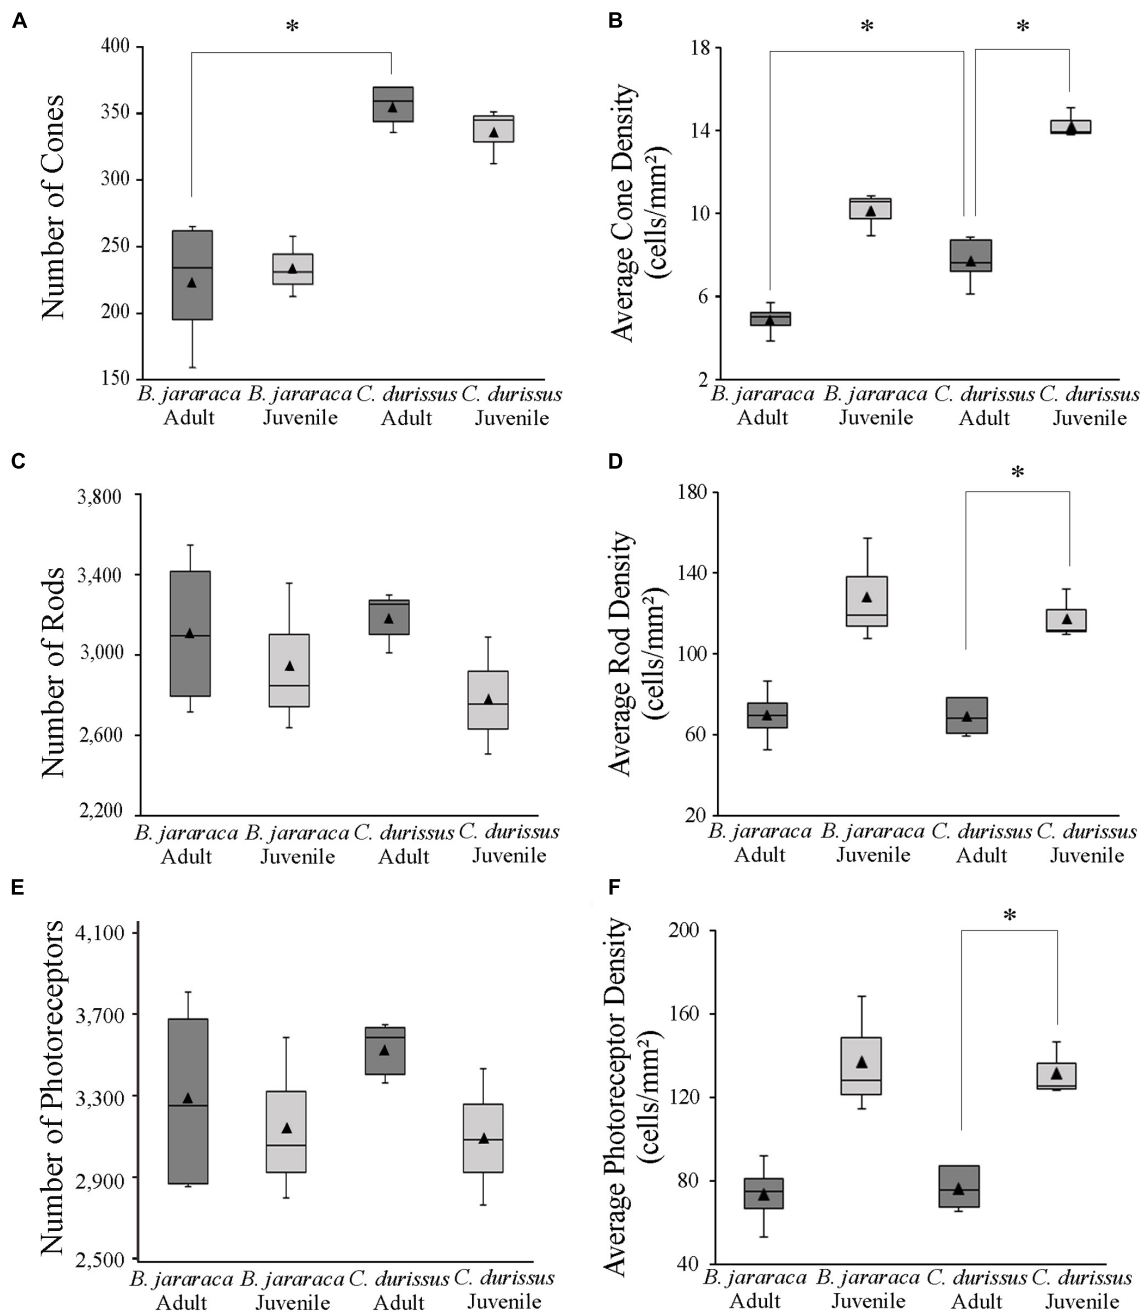 A
*
400
350
300
250
200
150
Number of Cones
B. jararaca B. jararaca C. durissus C. durissus
Adult Juvenile Adult Juvenile
B
* *
18
14
10
6
2
Average Cone Density
(cells/mm²)
B. jararaca B. jararaca C. durissus C. durissus
Adult Juvenile Adult Juvenile
C
3,800
3,400
3,000
2,600
2,200
Number of Rods
B. jararaca B. jararaca C. durissus C. durissus
Adult Juvenile Adult Juvenile
D
*
180
140
100
60
20
Average Rod Density
(cells/mm²)
B. jararaca B. jararaca C. durissus C. durissus
Adult Juvenile Adult Juvenile
E
4,100
3,700
3,300
2,900
2,500
Number of Photoreceptors
B. jararaca B. jararaca C. durissus C. durissus
Adult Juvenile Adult Juvenile
F
*
200
160
120
80
40
Average Photoreceptor Density
(cells/mm²)
B. jararaca B. jararaca C. durissus C. durissus
Adult Juvenile Adult Juvenile